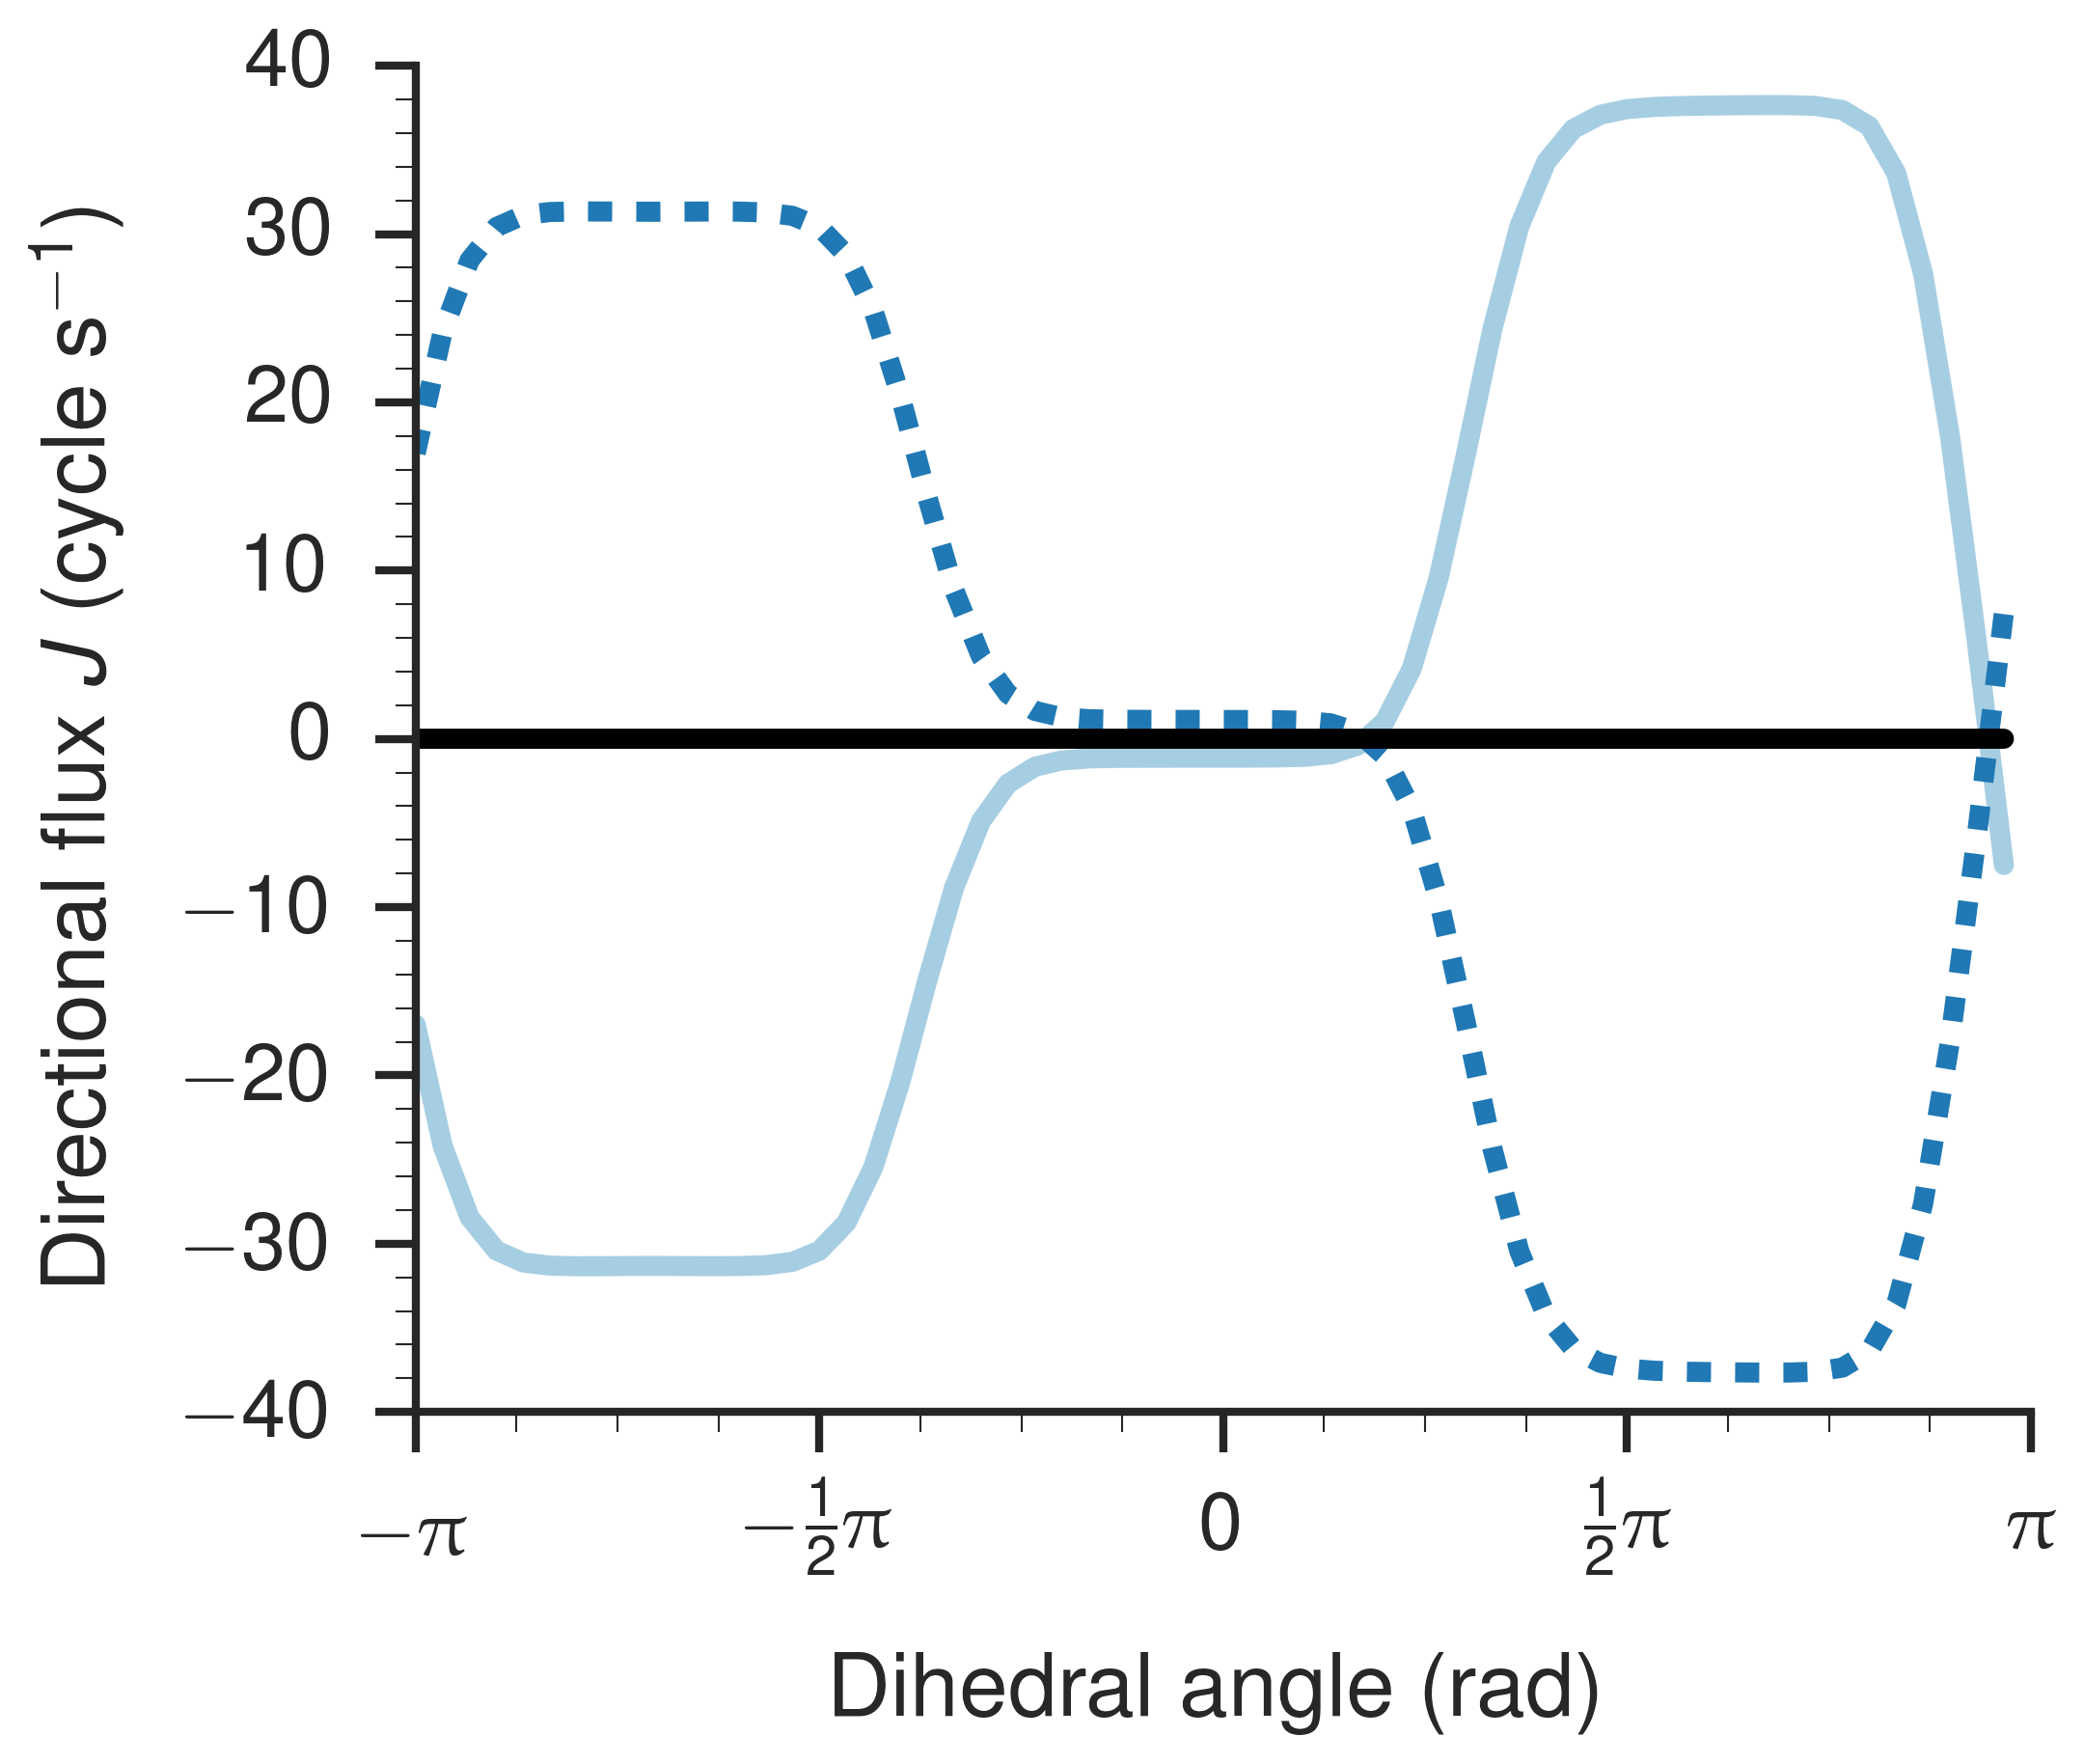 Directional flux J (cycle s⁻¹)
40
30
20
10
0
−10
−20
−30
−40
−π
−½π
0
½π
π
Dihedral angle (rad)